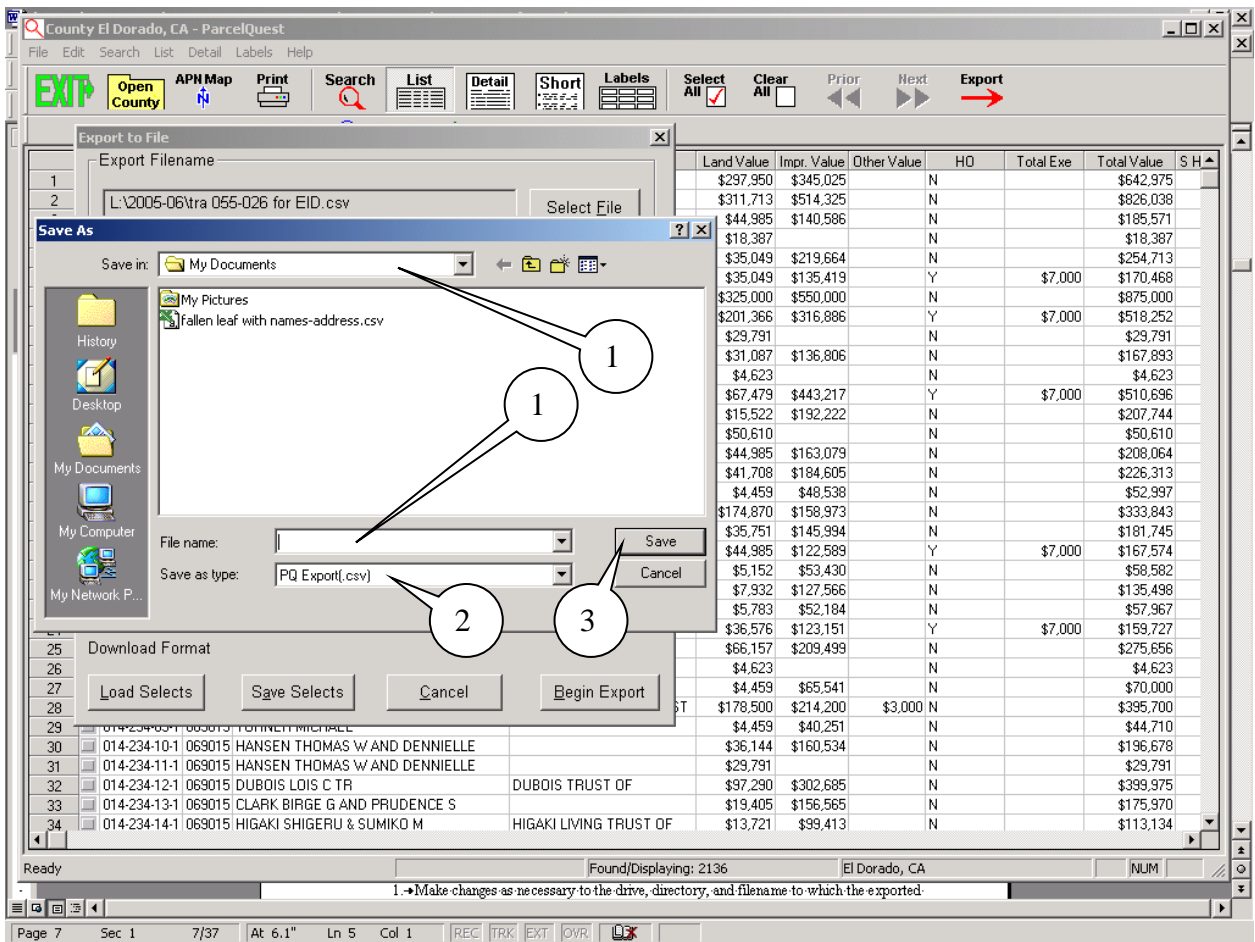 County El Dorado, CA - ParcelQuest
File Edit Search List Detail Labels Help
EXIT Open County APN Map N Print Search List Detail Short Labels Select All Clear All Prior Next Export
Export to File
Export Filename
L:\2005-06\tra 055-026 for EID.csv Select File
Save As
Save in: My Documents
My Pictures
fallen leaf with names-address.csv
History
Desktop
My Documents
My Computer
My Network P...
File name: Save
Save as type: PQ Export(.csv) Cancel
1
1
2
3
Download Format
Load Selects Save Selects Cancel Begin Export
Land Value Impr. Value Other Value HO Total Exe Total Value S H
1 $297,950 $345,025 N $642,975
2 $311,713 $514,325 N $826,038
$44,985 $140,586 N $185,571
$18,387 N $18,387
$35,049 $219,664 N $254,713
$35,049 $135,419 Y $7,000 $170,468
$325,000 $550,000 N $875,000
$201,366 $316,886 Y $7,000 $518,252
$29,791 N $29,791
$31,087 $136,806 N $167,893
$4,623 N $4,623
$67,479 $443,217 Y $7,000 $510,696
$15,522 $192,222 N $207,744
$50,610 N $50,610
$44,985 $163,079 N $208,064
$41,708 $184,605 N $226,313
$4,459 $48,538 N $52,997
$174,870 $158,973 N $333,843
$35,751 $145,994 N $181,745
$44,985 $122,589 Y $7,000 $167,574
$5,152 $53,430 N $58,582
$7,932 $127,566 N $135,498
$5,783 $52,184 N $57,967
$36,576 $123,151 Y $7,000 $159,727
25 $66,157 $209,499 N $275,656
26 $4,623 N $4,623
27 $4,459 $65,541 N $70,000
28 ST $178,500 $214,200 $3,000 N $395,700
29 $4,459 $40,251 N $44,710
30 014-234-10-1 069015 HANSEN THOMAS W AND DENNIELLE $36,144 $160,534 N $196,678
31 014-234-11-1 069015 HANSEN THOMAS W AND DENNIELLE $29,791 N $29,791
32 014-234-12-1 069015 DUBOIS LOIS C TR DUBOIS TRUST OF $97,290 $302,685 N $399,975
33 014-234-13-1 069015 CLARK BIRGE G AND PRUDENCE S $19,405 $156,565 N $175,970
34 014-234-14-1 069015 HIGAKI SHIGERU & SUMIKO M HIGAKI LIVING TRUST OF $13,721 $99,413 N $113,134
Ready Found/Displaying: 2136 El Dorado, CA NUM
1.→Make·changes·as·necessary·to·the·drive,·directory,·and·filename·to·which·the·exported·
Page 7 Sec 1 7/37 At 6.1" Ln 5 Col 1 REC TRK EXT OVR